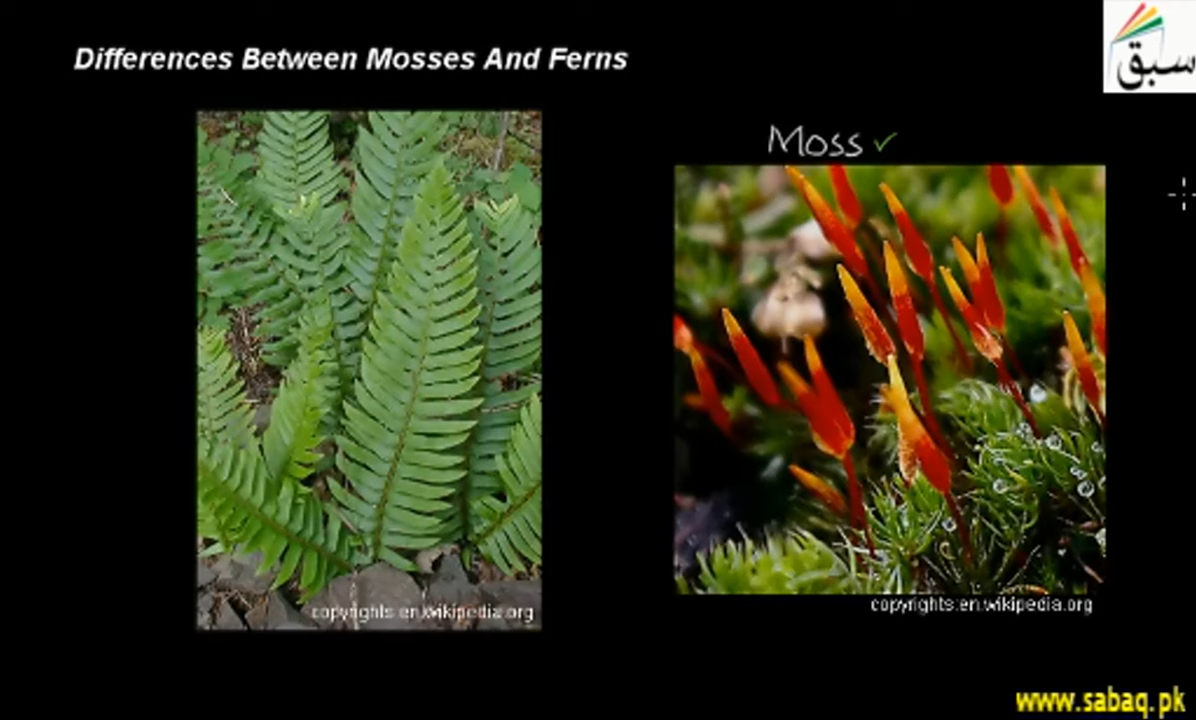 Differences Between Mosses And Ferns
سبق
Moss
copyrights:en.wikipedia.org
copyrights:en.wikipedia.org
www.sabaq.pk